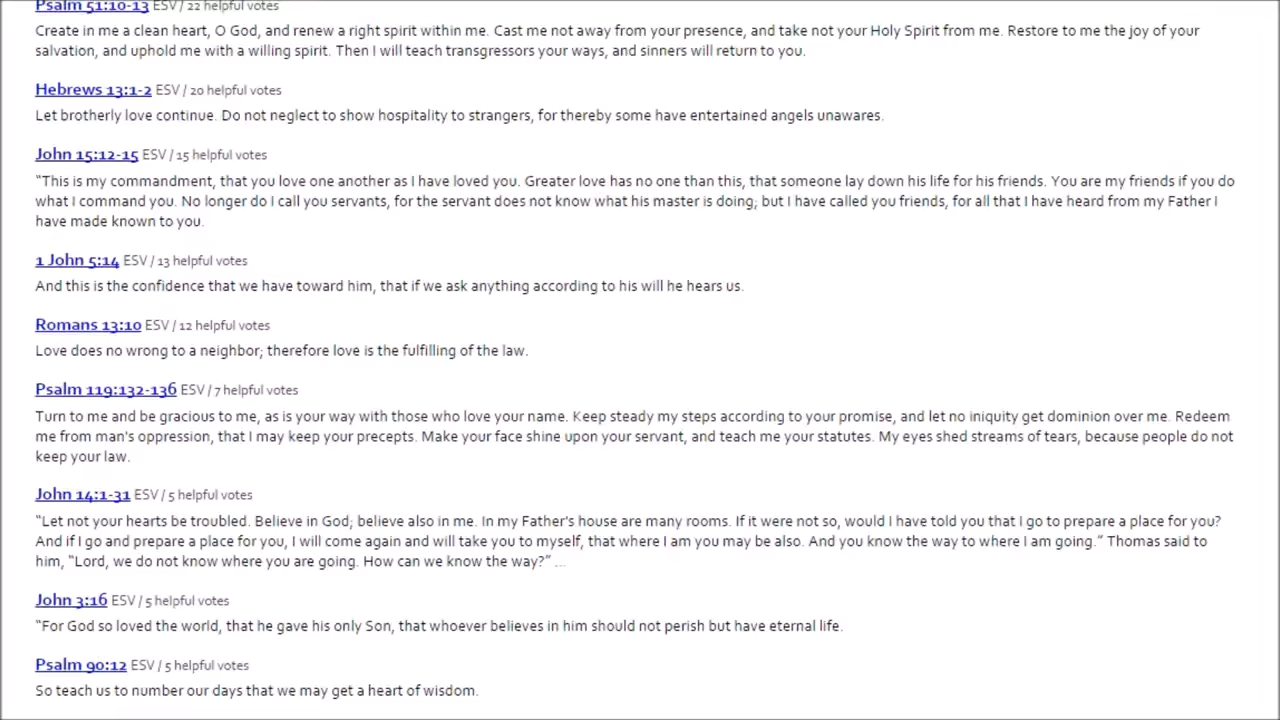 Psalm 51:10-13 ESV / 22 helpful votes
Create in me a clean heart, O God, and renew a right spirit within me. Cast me not away from your presence, and take not your Holy Spirit from me. Restore to me the joy of your
salvation, and uphold me with a willing spirit. Then I will teach transgressors your ways, and sinners will return to you.
Hebrews 13:1-2 ESV / 20 helpful votes
Let brotherly love continue. Do not neglect to show hospitality to strangers, for thereby some have entertained angels unawares.
John 15:12-15 ESV / 15 helpful votes
“This is my commandment, that you love one another as I have loved you. Greater love has no one than this, that someone lay down his life for his friends. You are my friends if you do
what I command you. No longer do I call you servants, for the servant does not know what his master is doing; but I have called you friends, for all that I have heard from my Father I
have made known to you.
1 John 5:14 ESV / 13 helpful votes
And this is the confidence that we have toward him, that if we ask anything according to his will he hears us.
Romans 13:10 ESV / 12 helpful votes
Love does no wrong to a neighbor; therefore love is the fulfilling of the law.
Psalm 119:132-136 ESV / 7 helpful votes
Turn to me and be gracious to me, as is your way with those who love your name. Keep steady my steps according to your promise, and let no iniquity get dominion over me. Redeem
me from man's oppression, that I may keep your precepts. Make your face shine upon your servant, and teach me your statutes. My eyes shed streams of tears, because people do not
keep your law.
John 14:1-31 ESV / 5 helpful votes
“Let not your hearts be troubled. Believe in God; believe also in me. In my Father's house are many rooms. If it were not so, would I have told you that I go to prepare a place for you?
And if I go and prepare a place for you, I will come again and will take you to myself, that where I am you may be also. And you know the way to where I am going.” Thomas said to
him, “Lord, we do not know where you are going. How can we know the way?” ...
John 3:16 ESV / 5 helpful votes
“For God so loved the world, that he gave his only Son, that whoever believes in him should not perish but have eternal life.
Psalm 90:12 ESV / 5 helpful votes
So teach us to number our days that we may get a heart of wisdom.